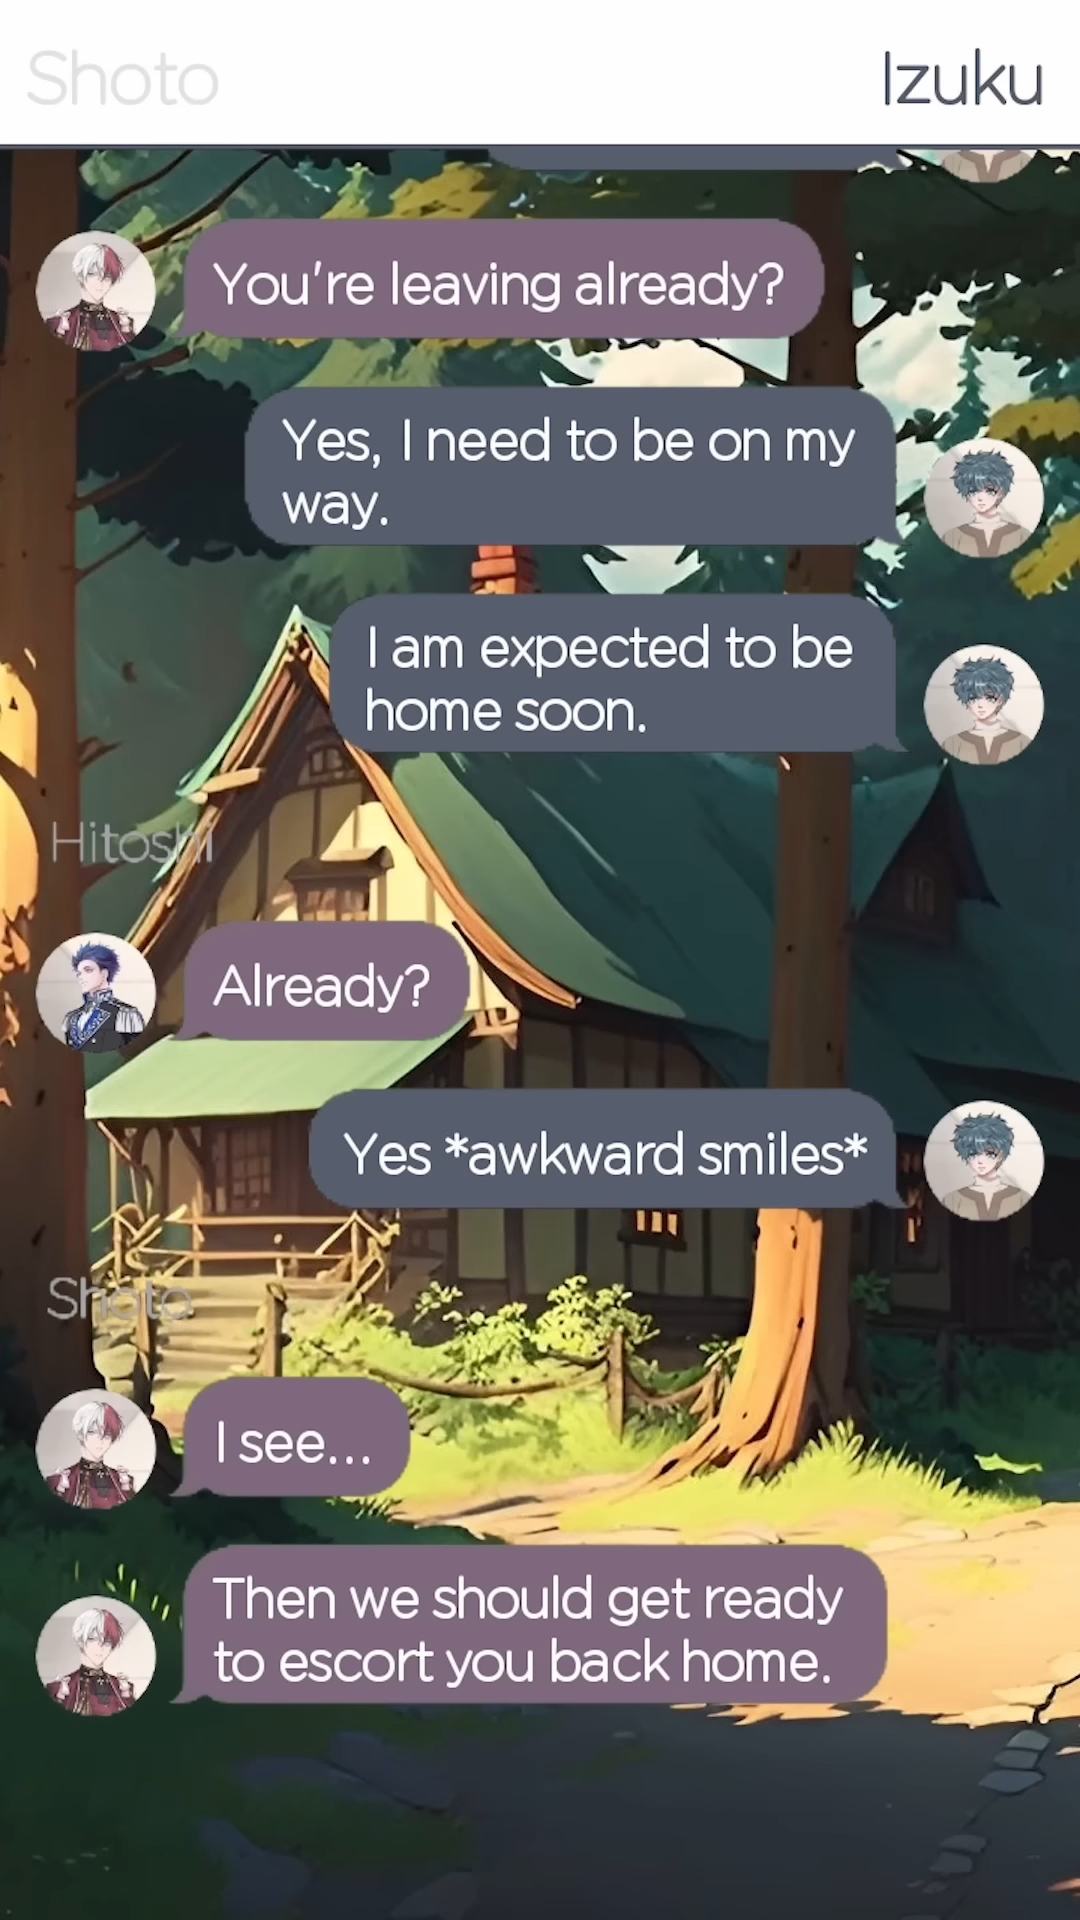 Shoto
Izuku
You're leaving already?
Yes, I need to be on my
way.
I am expected to be
home soon.
Hitoshi
Already?
Yes *awkward smiles*
Shoto
I see...
Then we should get ready
to escort you back home.